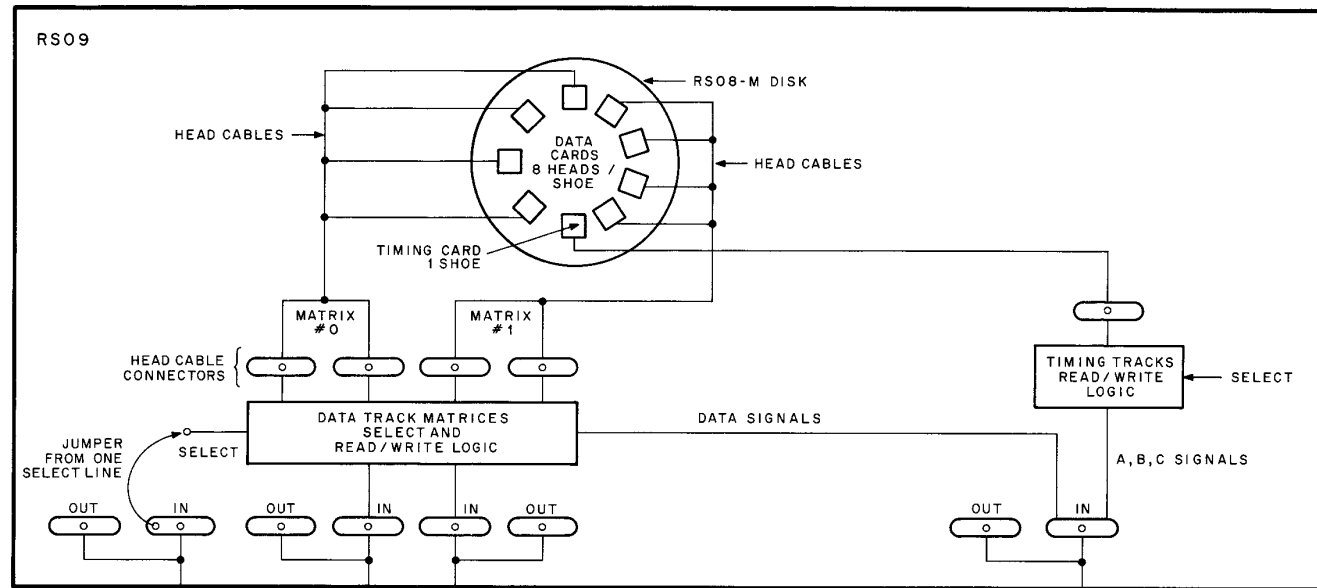 RS09
RS08-M DISK
HEAD CABLES
DATA
CARDS
8 HEADS /
SHOE
HEAD CABLES
TIMING CARD
1 SHOE
MATRIX
#0
MATRIX
#1
HEAD CABLE
CONNECTORS
TIMING TRACKS
READ/WRITE
LOGIC
SELECT
DATA TRACK MATRICES
SELECT AND
READ/WRITE LOGIC
DATA SIGNALS
JUMPER
FROM ONE
SELECT LINE
SELECT
A,B,C SIGNALS
OUT
IN
OUT
IN
IN
OUT
OUT
IN